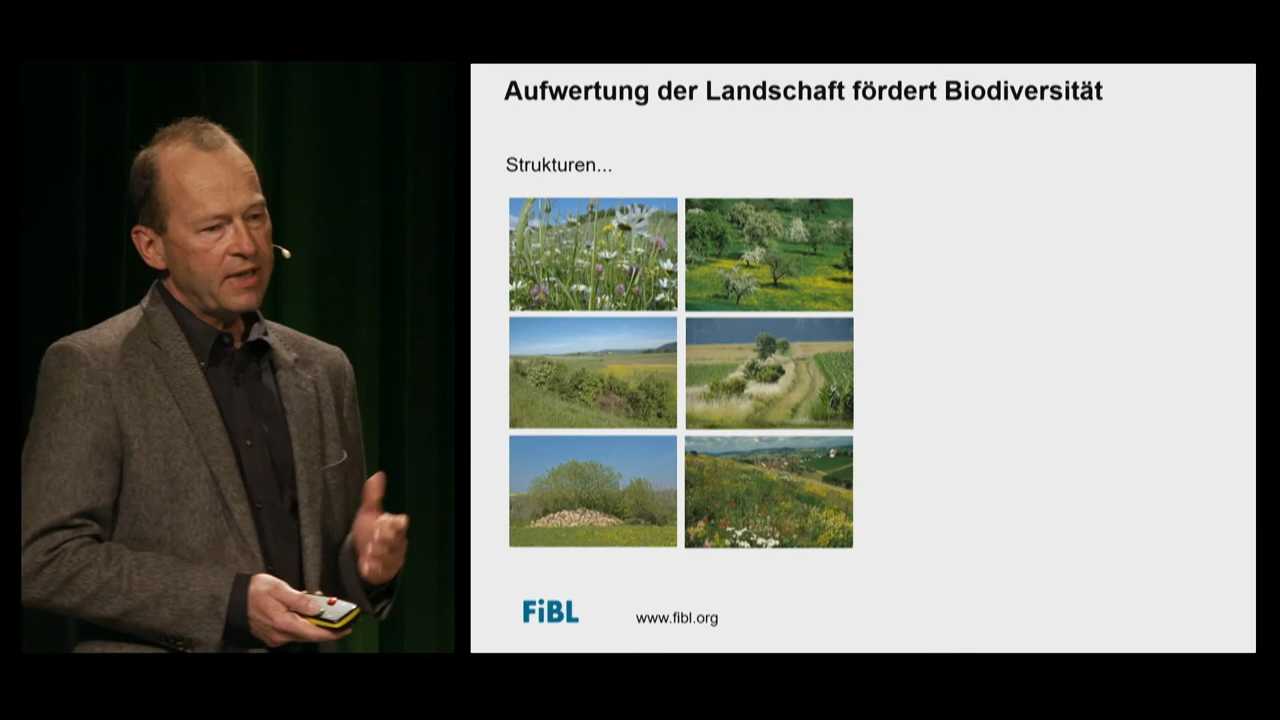 Aufwertung der Landschaft fördert Biodiversität
Strukturen...
FiBL
www.fibl.org